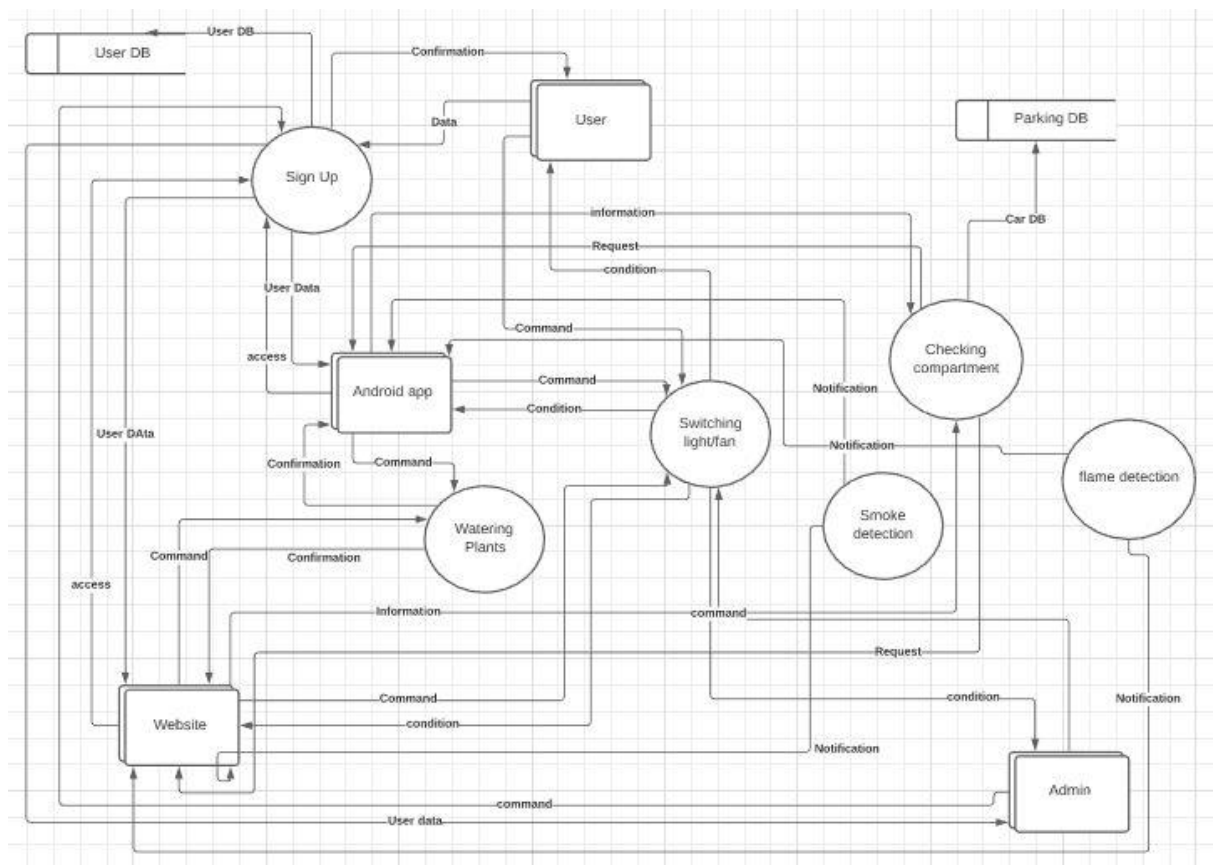 User DB
User DB
Confirmation
User
Data
Parking DB
Sign Up
information
Car DB
Request
condition
User Data
Command
Checking
compartment
access
Android app
Command
Notification
Condition
Switching
light/fan
User DAta
Notification
Confirmation
Command
flame detection
Smoke
detection
Watering
Plants
Command
Confirmation
access
Information
command
Request
Command
condition
Notification
Website
condition
Notification
Admin
command
User data